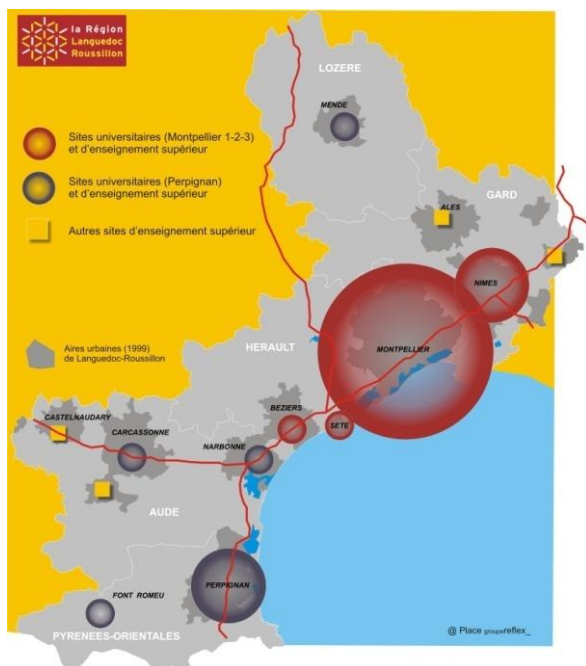 la Région
Languedoc
Roussillon
LOZERE
MENDE
Sites universitaires (Montpellier 1-2-3)
et d'enseignement supérieur
Sites universitaires (Perpignan)
et d'enseignement supérieur
Autres sites d'enseignement supérieur
GARD
ALES
NIMES
Aires urbaines (1999)
de Languedoc-Roussillon
HERAULT
MONTPELLIER
BEZIERS
SETE
CASTELNAUDARY
CARCASSONNE
NARBONNE
AUDE
PERPIGNAN
FONT ROMEU
PYRENEES-ORIENTALES
@ Place groupereflex_